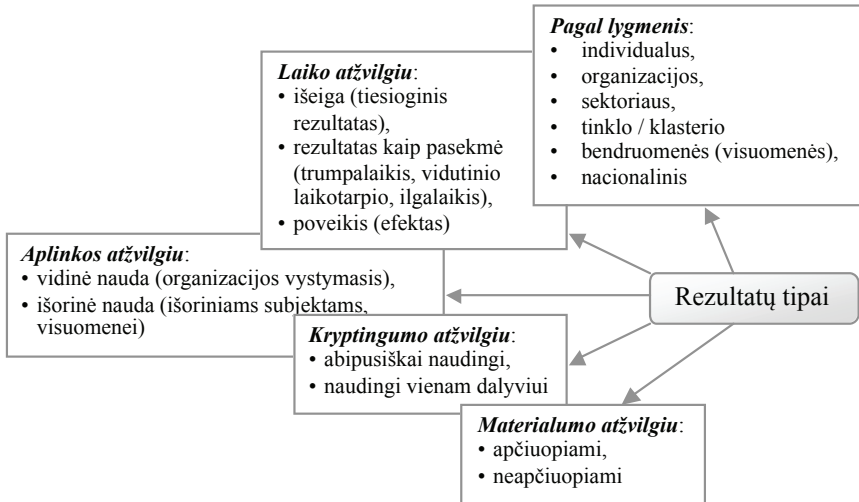 Pagal lygmenis:
• individualus,
• organizacijos,
• sektoriaus,
• tinklo / klasterio
• bendruomenės (visuomenės),
• nacionalinis
Laiko atžvilgiu:
• išeiga (tiesioginis
rezultatas),
• rezultatas kaip pasekmė
(trumpalaikis, vidutinio
laikotarpio, ilgalaikis),
• poveikis (efektas)
Aplinkos atžvilgiu:
• vidinė nauda (organizacijos vystymasis),
• išorinė nauda (išoriniams subjektams,
visuomenei)
Rezultatų tipai
Kryptingumo atžvilgiu:
• abipusiškai naudingi,
• naudingi vienam dalyviui
Materialumo atžvilgiu:
• apčiuopiami,
• neapčiuopiami